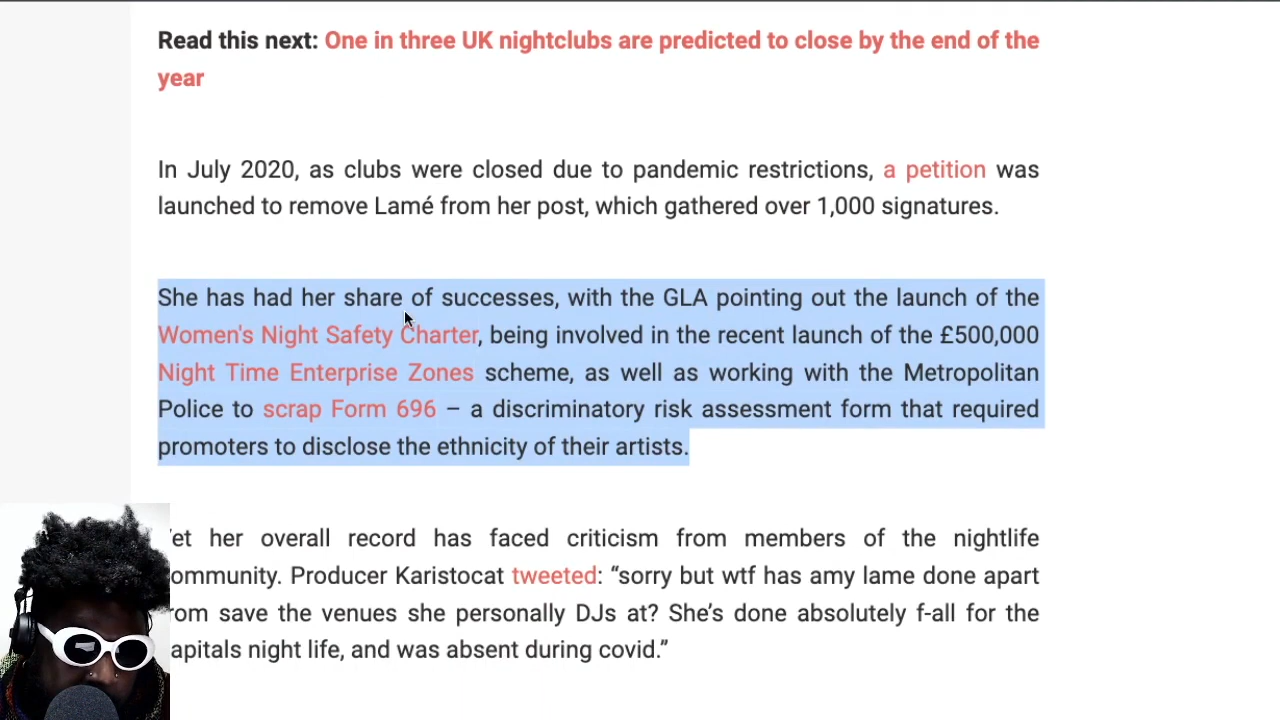 Read this next: One in three UK nightclubs are predicted to close by the end of the
year
In July 2020, as clubs were closed due to pandemic restrictions, a petition was
launched to remove Lamé from her post, which gathered over 1,000 signatures.
She has had her share of successes, with the GLA pointing out the launch of the
Women's Night Safety Charter, being involved in the recent launch of the £500,000
Night Time Enterprise Zones scheme, as well as working with the Metropolitan
Police to scrap Form 696 – a discriminatory risk assessment form that required
promoters to disclose the ethnicity of their artists.
et her overall record has faced criticism from members of the nightlife
ommunity. Producer Karistocat tweeted: “sorry but wtf has amy lame done apart
rom save the venues she personally DJs at? She’s done absolutely f-all for the
apitals night life, and was absent during covid.”